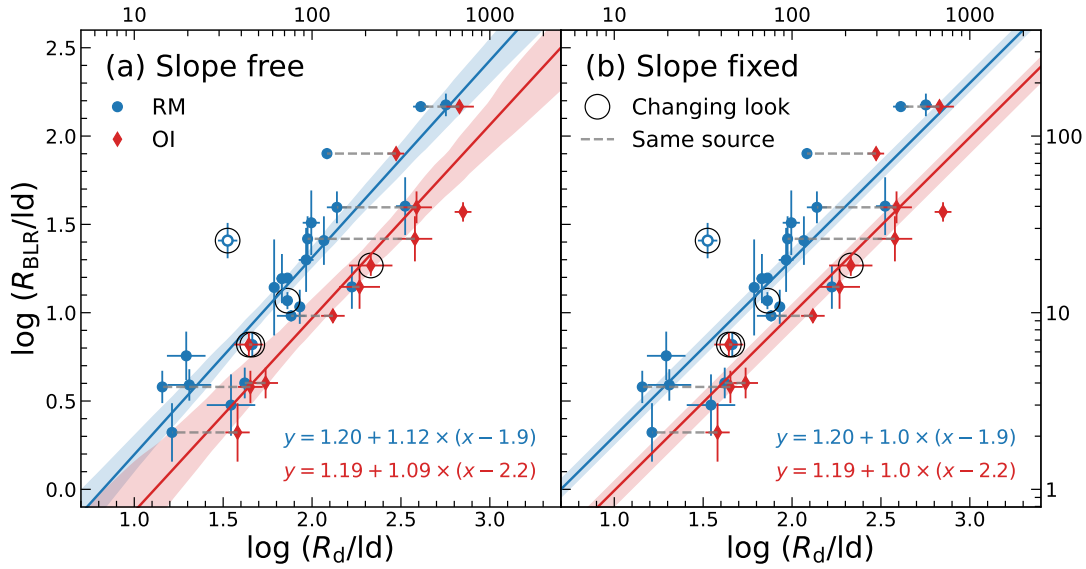 10 100 1000 10 100 1000
(a) Slope free
RM
OI
(b) Slope fixed
Changing look
Same source
2.5
2.0
1.5
1.0
0.5
0.0
log (R_BLR/ld)
100
10
1
log (R_BLR/ld)
y = 1.20 + 1.12 × (x − 1.9)
y = 1.19 + 1.09 × (x − 2.2)
y = 1.20 + 1.0 × (x − 1.9)
y = 1.19 + 1.0 × (x − 2.2)
1.0 1.5 2.0 2.5 3.0 1.0 1.5 2.0 2.5 3.0
log (R_d/ld) log (R_d/ld)